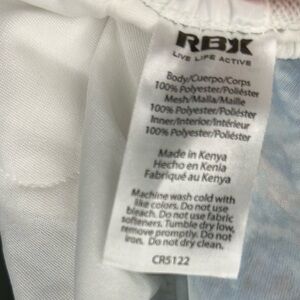 RBX
LIVE LIFE ACTIVE
Body/Cuerpo/Corps
100% Polyester/Poliéster
Mesh/Malla/Maille
100% Polyester/Poliéster
Inner/Interior/Intérieur
100% Polyester/Poliéster
Made in Kenya
Hecho en Kenia
Fabriqué au Kenya
Machine wash cold with
like colors. Do not use
bleach. Do not use fabric
softeners. Tumble dry low,
remove promptly. Do not
iron. Do not dry clean.
CR5122